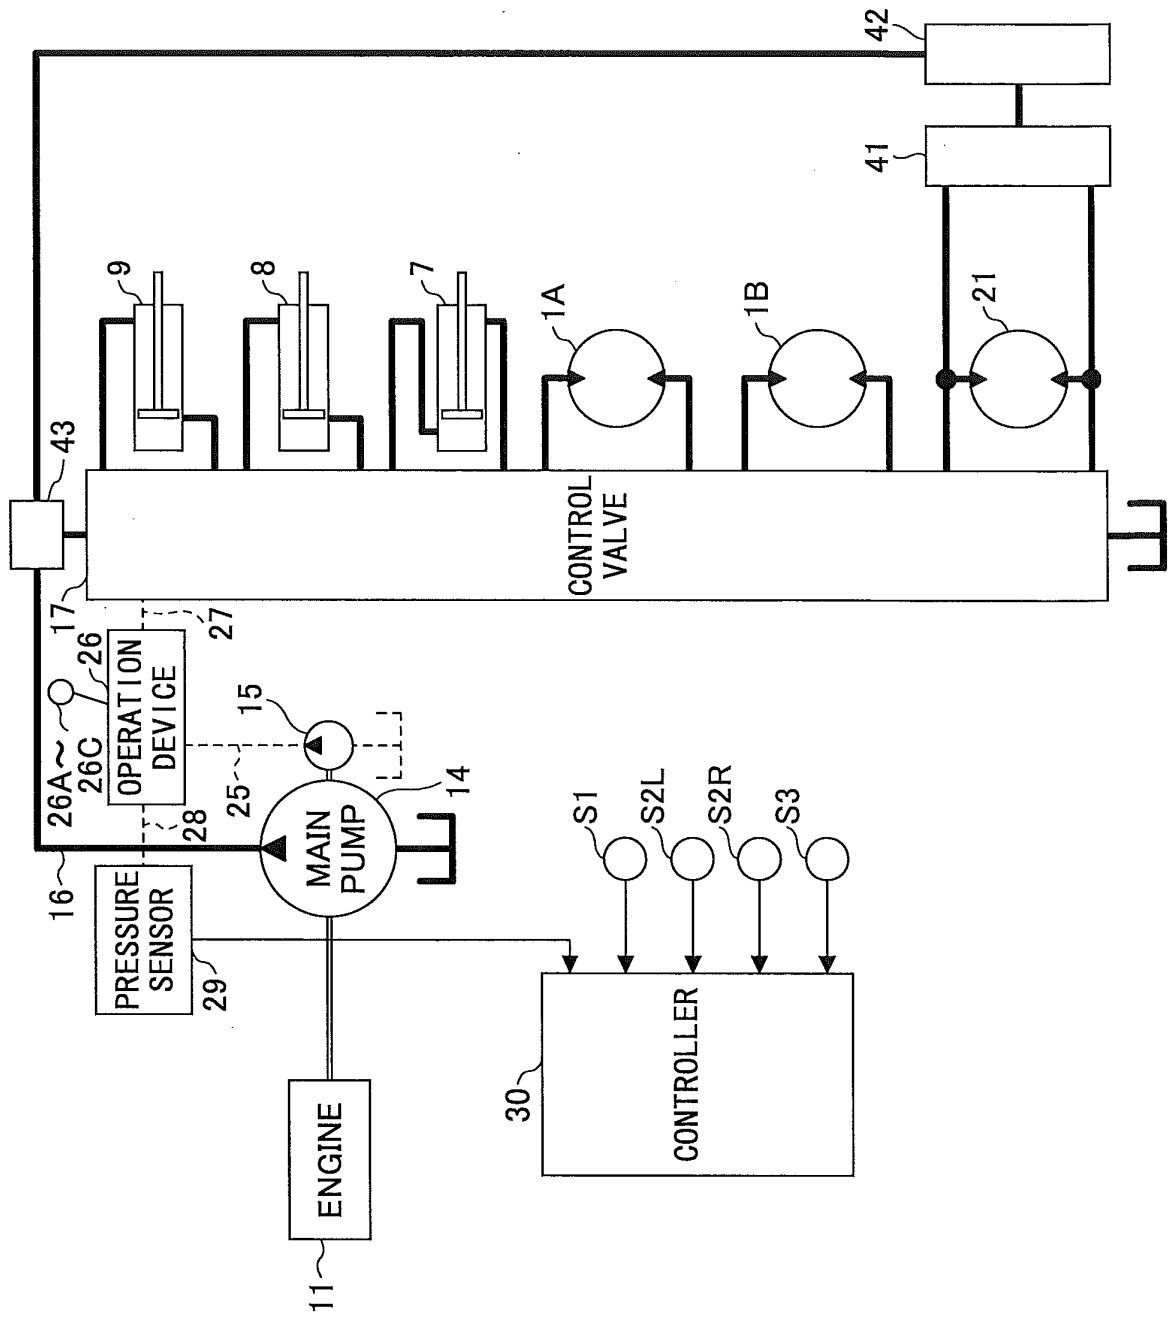 42
41
9
8
7
1A
1B
21
43
17
CONTROL
VALVE
27
26
OPERATION
DEVICE
26A~
26C
15
25
28
14
MAIN
PUMP
16
S1
S2L
S2R
S3
PRESSURE
SENSOR
29
30
CONTROLLER
ENGINE
11